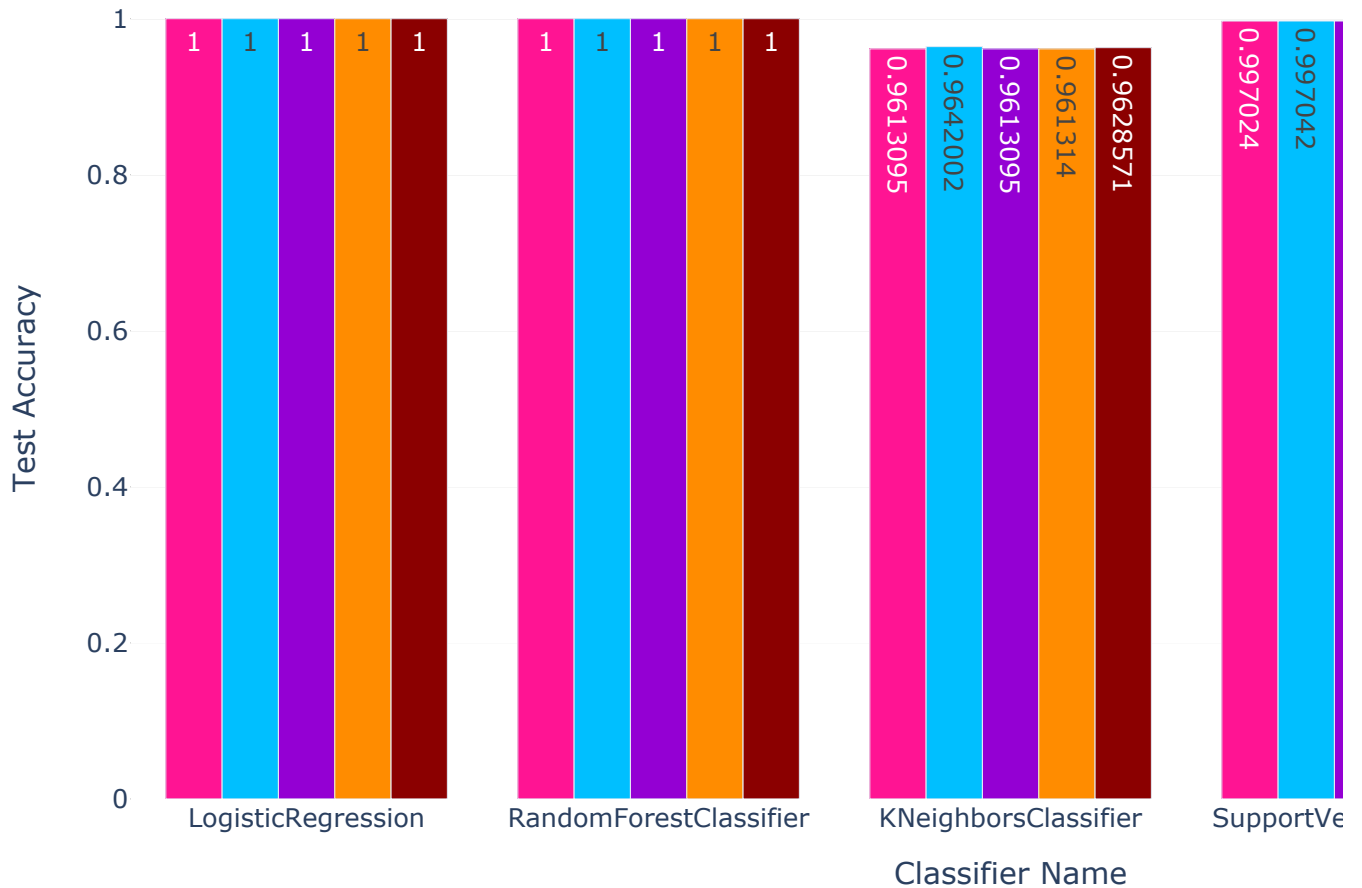 Test Accuracy
1
0.8
0.6
0.4
0.2
0
1 1 1 1 1
1 1 1 1 1
0.9613095
0.9642002
0.9613095
0.961314
0.9628571
0.997024
0.997042
LogisticRegression RandomForestClassifier KNeighborsClassifier SupportVe
Classifier Name